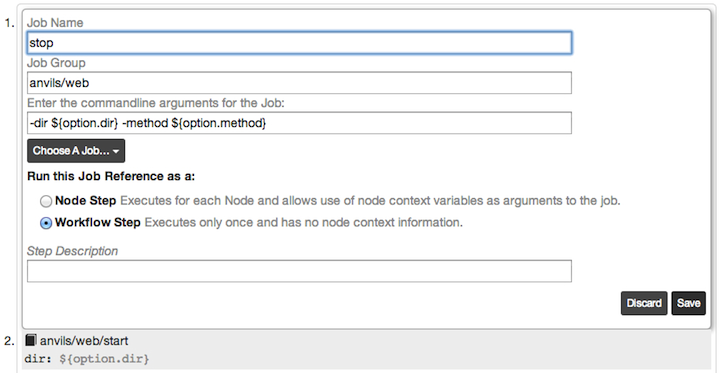 1. Job Name
stop
Job Group
anvils/web
Enter the commandline arguments for the Job:
-dir ${option.dir} -method ${option.method}
Choose A Job...
Run this Job Reference as a:
Node Step Executes for each Node and allows use of node context variables as arguments to the job.
Workflow Step Executes only once and has no node context information.
Step Description
Discard Save
2. anvils/web/start
dir: ${option.dir}